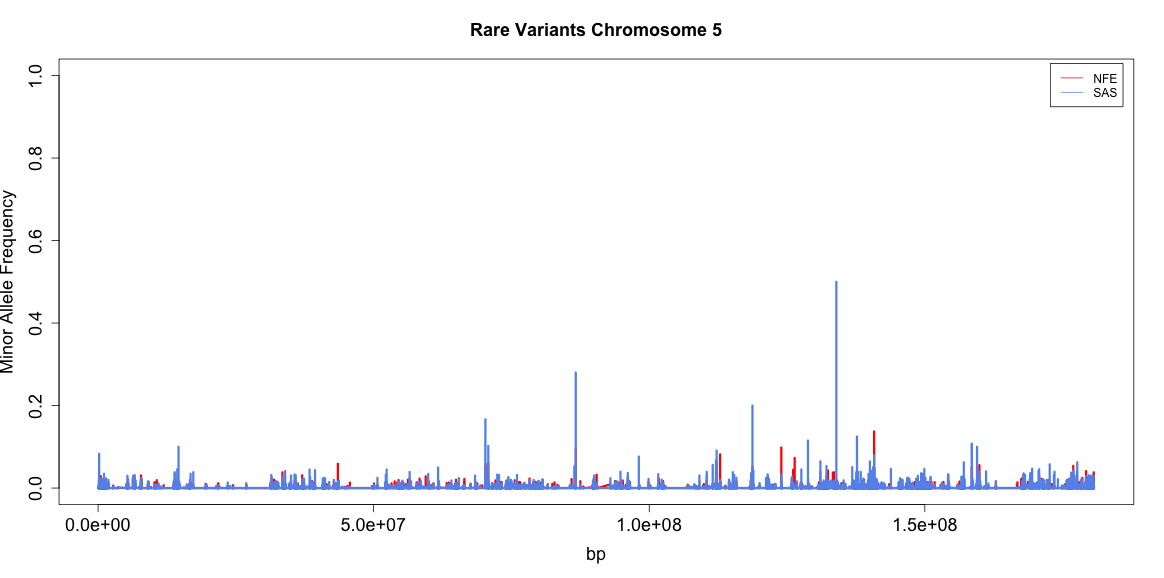 Rare Variants Chromosome 5
NFE
SAS
Minor Allele Frequency
1.0
0.8
0.6
0.4
0.2
0.0
0.0e+00 5.0e+07 1.0e+08 1.5e+08
bp